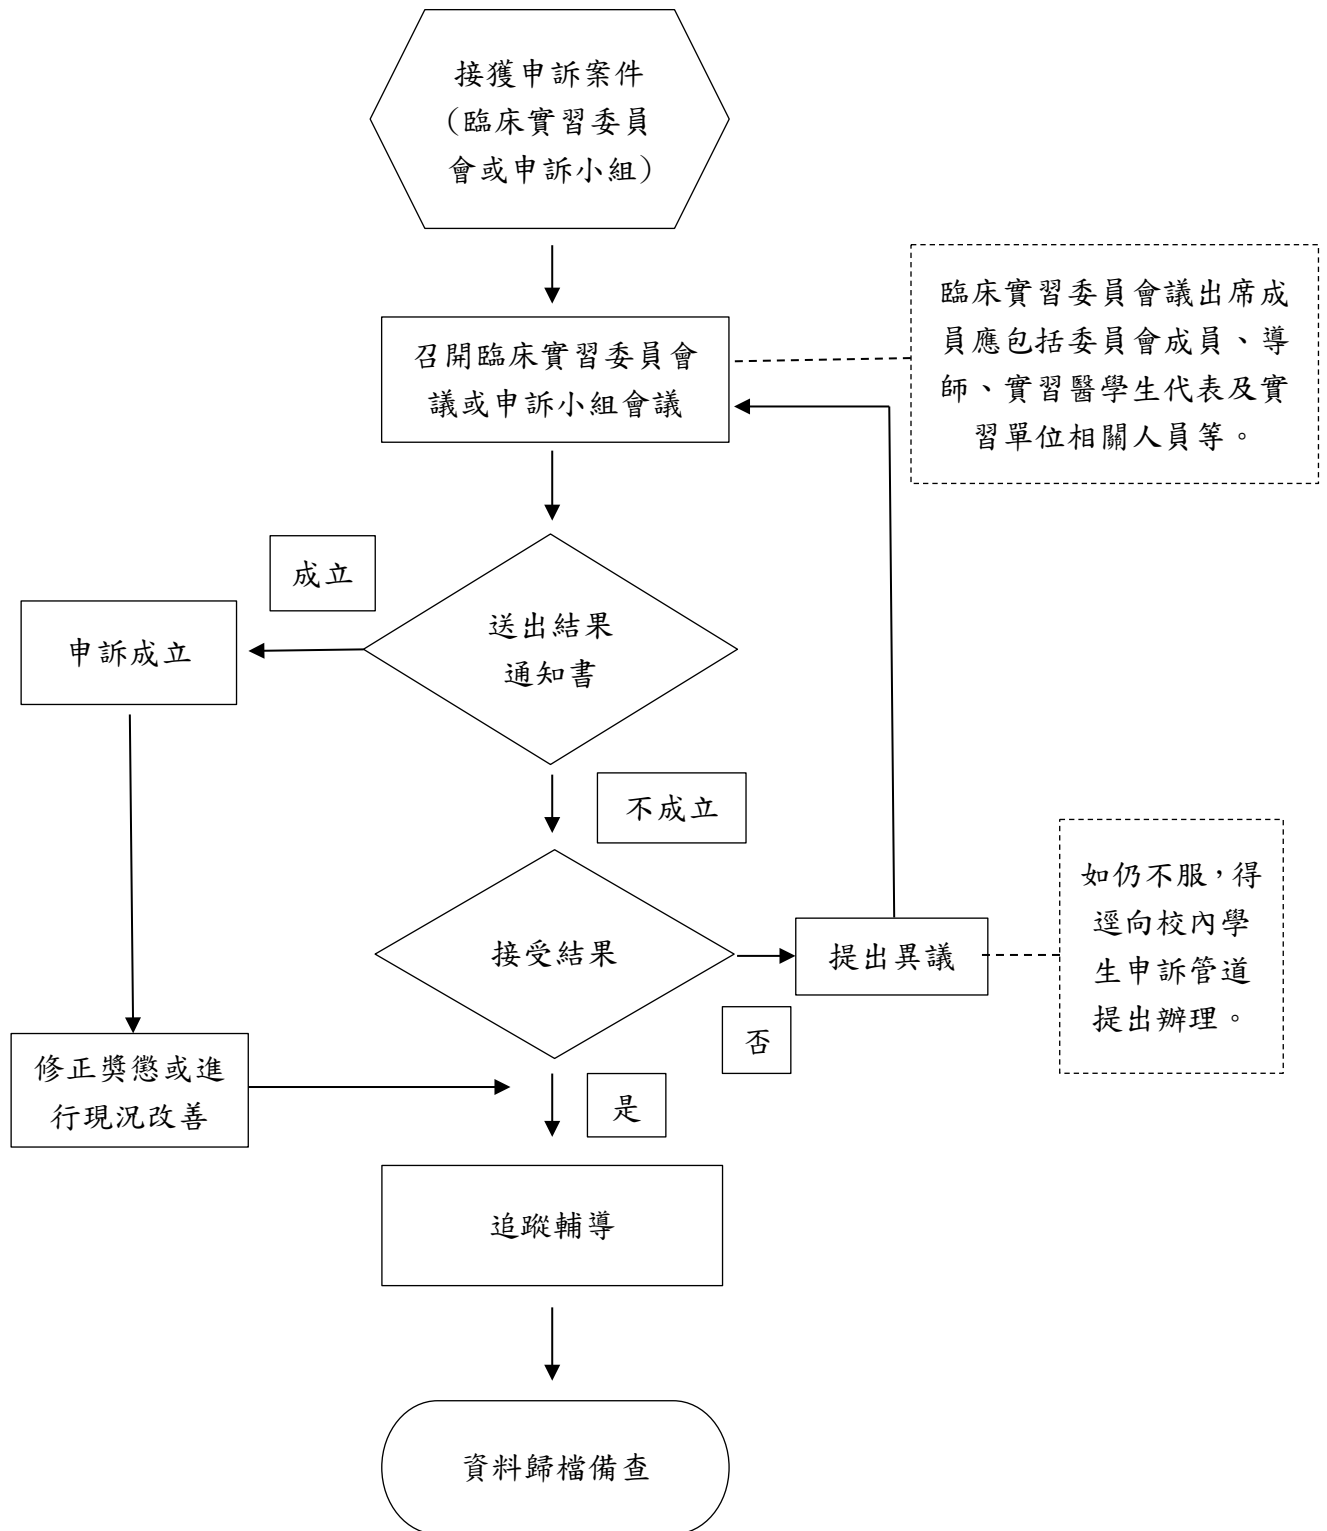 接獲申訴案件
(臨床實習委員
會或申訴小組)
召開臨床實習委員會
議或申訴小組會議
臨床實習委員會議出席成
員應包括委員會成員、導
師、實習醫學生代表及實
習單位相關人員等。
成立
申訴成立
送出結果
通知書
不成立
接受結果
提出異議
如仍不服,得
逕向校內學
生申訴管道
提出辦理。
否
修正獎懲或進
行現況改善
是
追蹤輔導
資料歸檔備查